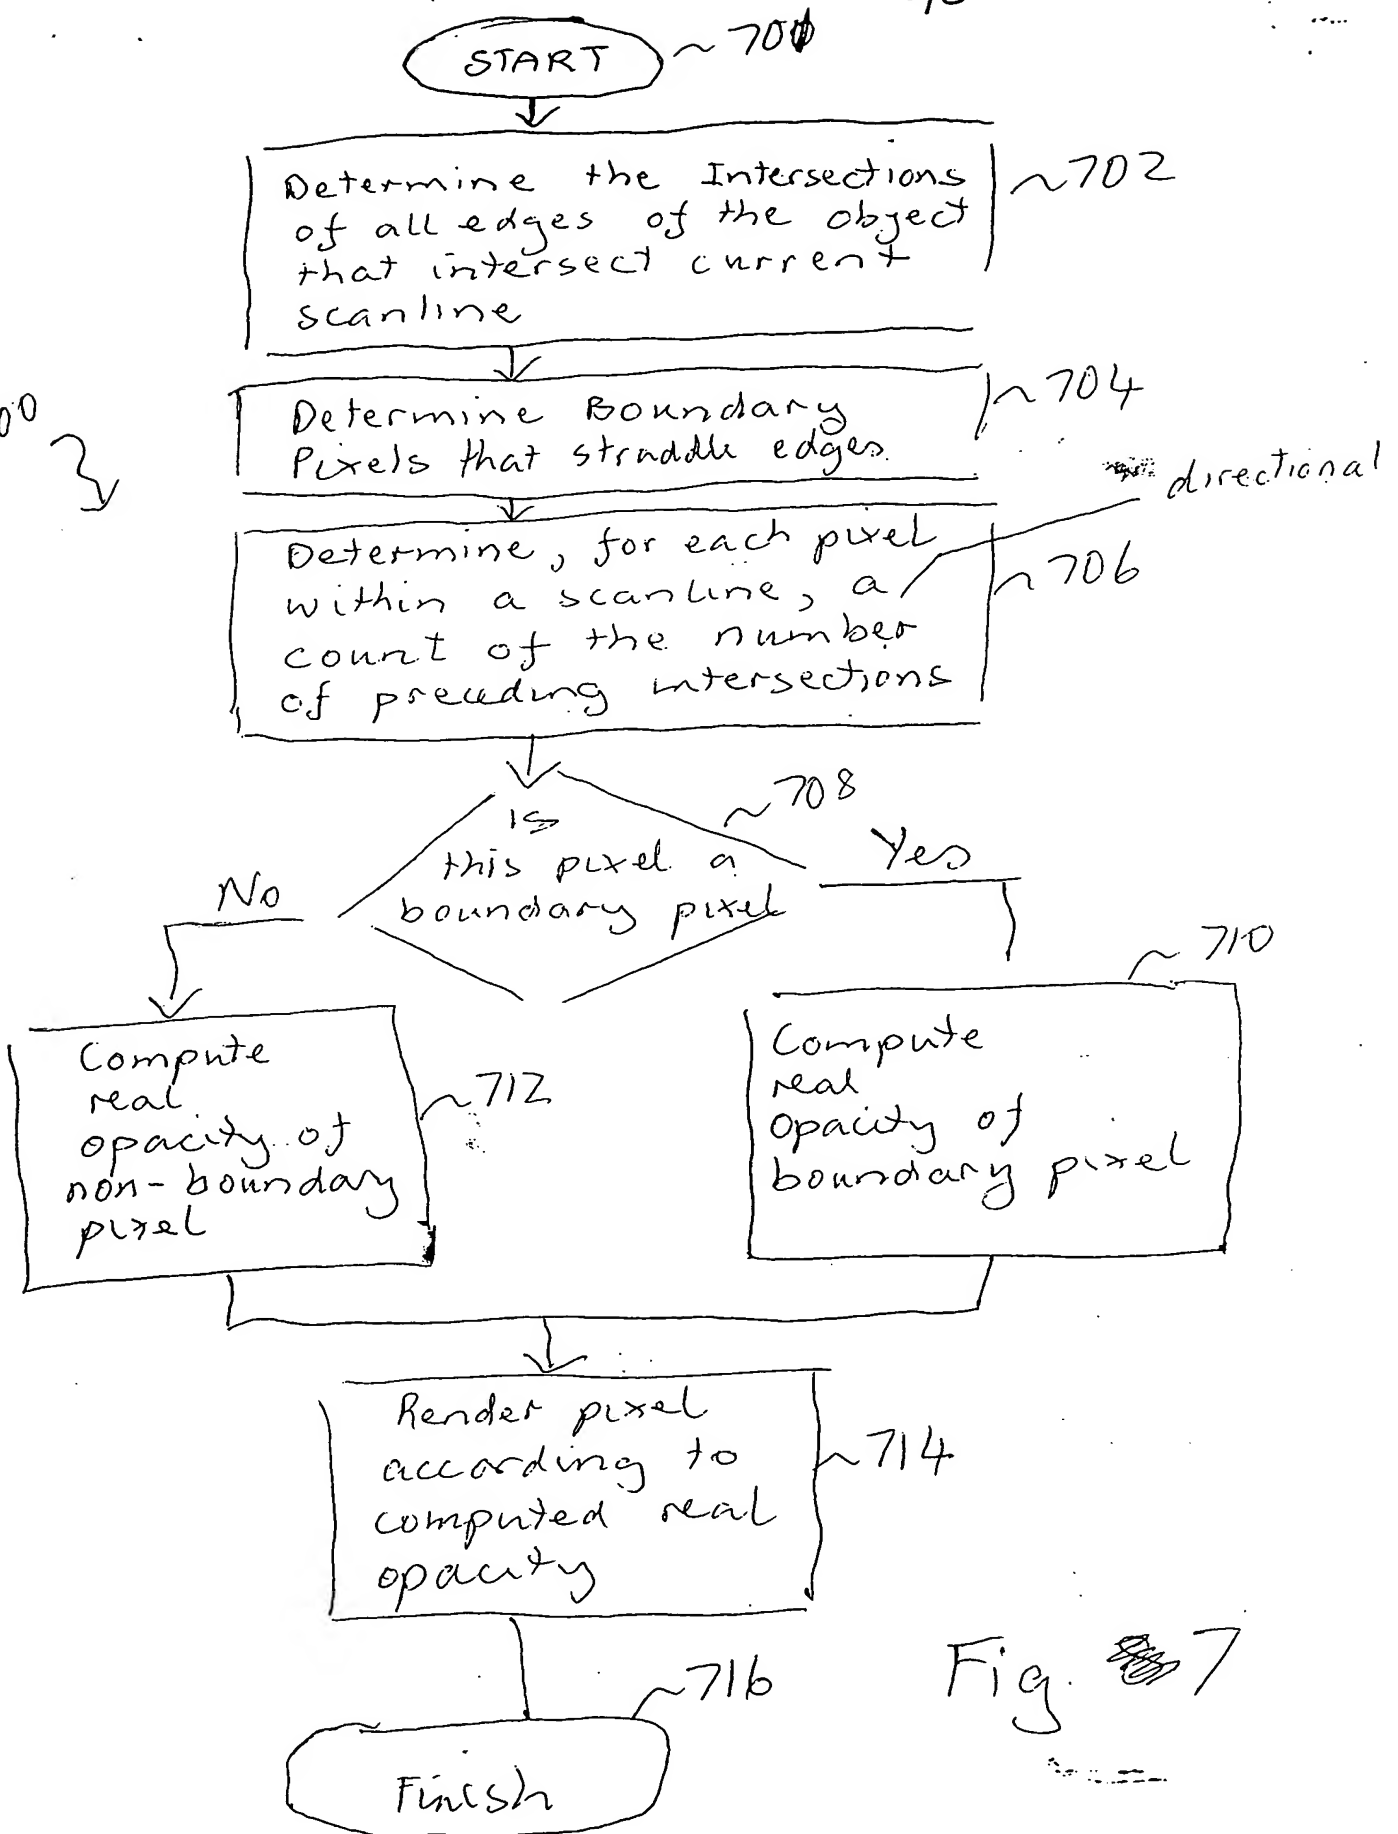 START
~701
Determine the Intersections
of all edges of the object
that intersect current
scanline
~702
00
Determine Boundary
Pixels that straddle edges
~704
directional
Determine, for each pixel
within a scanline, a
count of the number
of preceding intersections
~706
is
this pixel a
boundary pixel
~708
No
Yes
Compute
real
opacity of
non-boundary
pixel
~712
Compute
real
opacity of
boundary pixel
~710
Render pixel
according to
computed real
opacity
~714
Finish
~716
Fig. 7